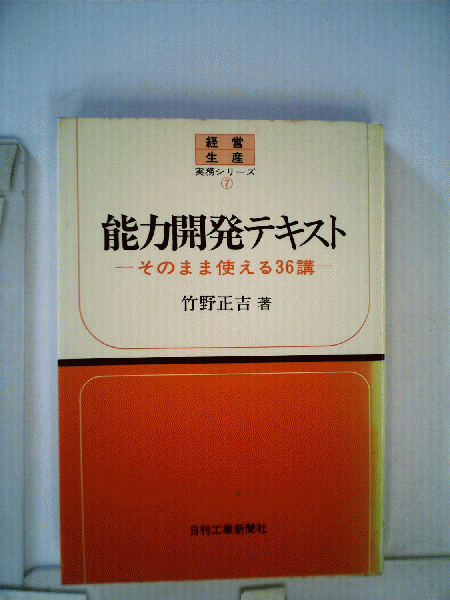 経営
生産
実務シリーズ
⑦
能力開発テキスト
—そのまま使える36講—
竹野正吉 著
日刊工業新聞社